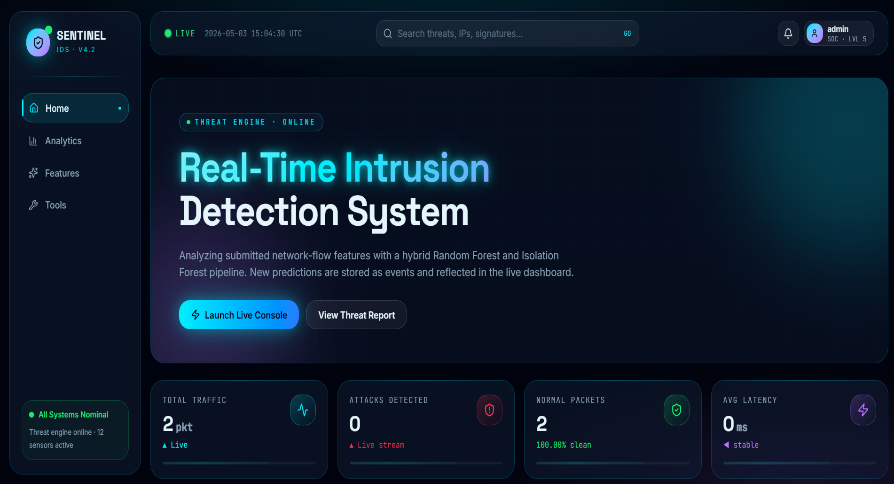 SENTINEL
IDS · V4.2
Home
Analytics
Features
Tools
All Systems Nominal
Threat engine online · 12
sensors active
LIVE 2026-05-03 15:04:30 UTC
Search threats, IPs, signatures...
GO
admin
SOC · LVL 5
THREAT ENGINE · ONLINE
Real-Time Intrusion
Detection System
Analyzing submitted network-flow features with a hybrid Random Forest and Isolation
Forest pipeline. New predictions are stored as events and reflected in the live dashboard.
Launch Live Console
View Threat Report
TOTAL TRAFFIC
2 pkt
▲ Live
ATTACKS DETECTED
0
▲ Live stream
NORMAL PACKETS
2
100.00% clean
AVG LATENCY
0 ms
◀ stable